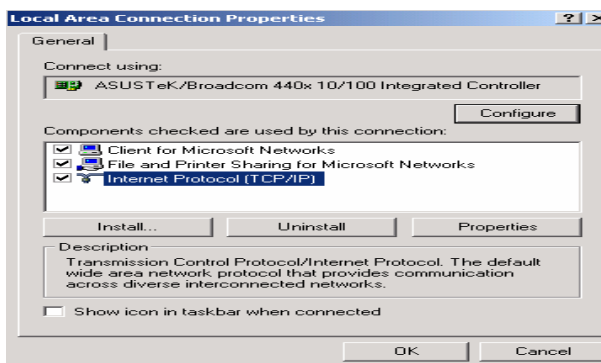 Local Area Connection Properties
General
Connect using:
ASUSTeK/Broadcom 440x 10/100 Integrated Controller
Configure
Components checked are used by this connection:
Client for Microsoft Networks
File and Printer Sharing for Microsoft Networks
Internet Protocol (TCP/IP)
Install... Uninstall Properties
Description
Transmission Control Protocol/Internet Protocol. The default
wide area network protocol that provides communication
across diverse interconnected networks.
Show icon in taskbar when connected
OK Cancel